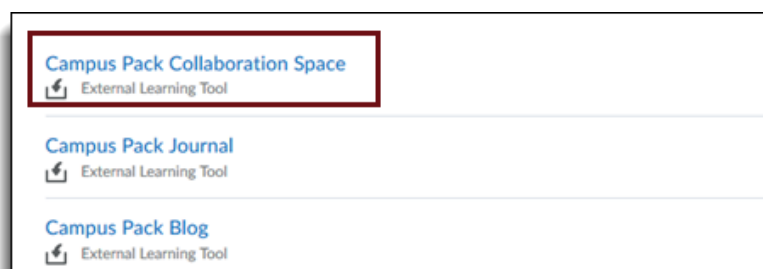 Campus Pack Collaboration Space
External Learning Tool
Campus Pack Journal
External Learning Tool
Campus Pack Blog
External Learning Tool